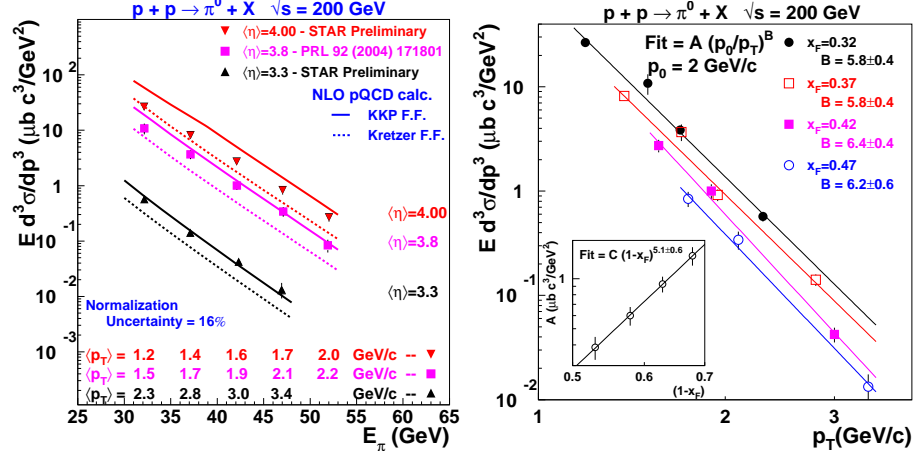 p + p → π⁰ + X √s = 200 GeV
⟨η⟩=4.00 - STAR Preliminary
⟨η⟩=3.8 - PRL 92 (2004) 171801
⟨η⟩=3.3 - STAR Preliminary
NLO pQCD calc.
KKP F.F.
Kretzer F.F.
E d³σ/dp³ (μb c³/GeV²)
10³
10²
10
1
10⁻¹
10⁻²
10⁻³
⟨η⟩=4.00
⟨η⟩=3.8
⟨η⟩=3.3
Normalization
Uncertainty = 16%
⟨p_T⟩ = 1.2 1.4 1.6 1.7 2.0 GeV/c --
⟨p_T⟩ = 1.5 1.7 1.9 2.1 2.2 GeV/c --
⟨p_T⟩ = 2.3 2.8 3.0 3.4 GeV/c --
25 30 35 40 45 50 55 60 65
E_π (GeV)
p + p → π⁰ + X √s = 200 GeV
Fit = A (p₀/p_T)^B
p₀ = 2 GeV/c
x_F=0.32
B = 5.8±0.4
x_F=0.37
B = 5.8±0.4
x_F=0.42
B = 6.4±0.4
x_F=0.47
B = 6.2±0.6
E d³σ/dp³ (μb c³/GeV²)
10
1
10⁻¹
10⁻²
Fit = C (1-x_F)^5.1±0.6
A (μb c³/GeV²)
1
0.5 0.6 0.7
(1-x_F)
1 2 3
p_T(GeV/c)